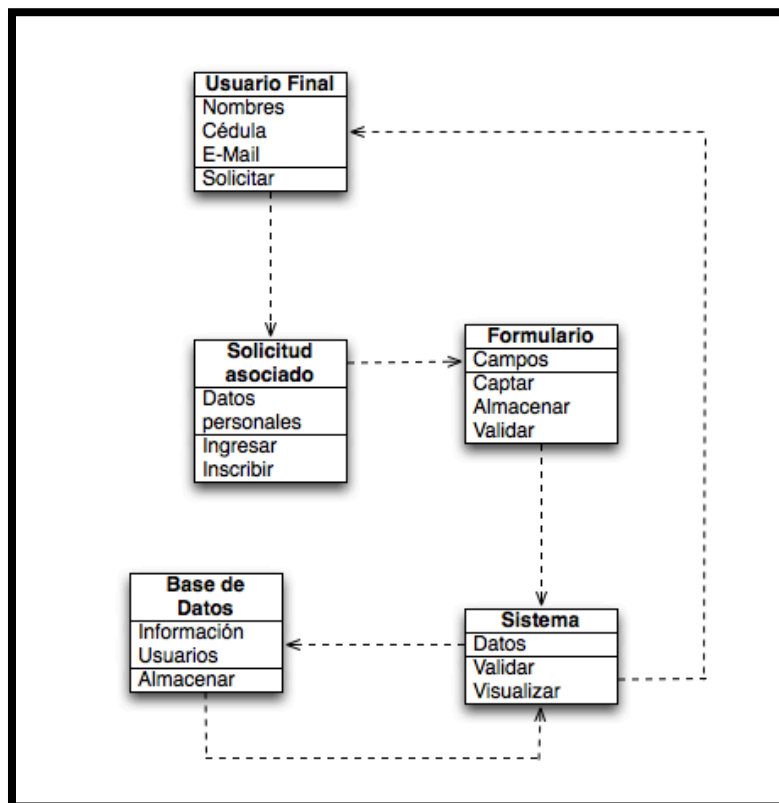 Usuario Final
Nombres
Cédula
E-Mail
Solicitar
Solicitud
asociado
Datos
personales
Ingresar
Inscribir
Formulario
Campos
Captar
Almacenar
Validar
Base de
Datos
Información
Usuarios
Almacenar
Sistema
Datos
Validar
Visualizar